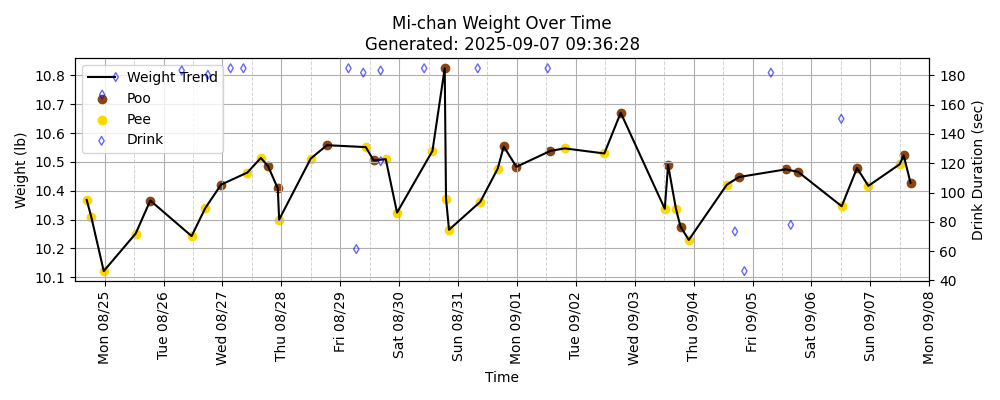 Mi-chan Weight Over Time
Generated: 2025-09-07 09:36:28
Weight (lb)
10.8
10.7
10.6
10.5
10.4
10.3
10.2
10.1
Weight Trend
Poo
Pee
Drink
180
160
140
120
100
80
60
40
Drink Duration (sec)
Mon 08/25
Tue 08/26
Wed 08/27
Thu 08/28
Fri 08/29
Sat 08/30
Sun 08/31
Mon 09/01
Tue 09/02
Wed 09/03
Thu 09/04
Fri 09/05
Sat 09/06
Sun 09/07
Mon 09/08
Time